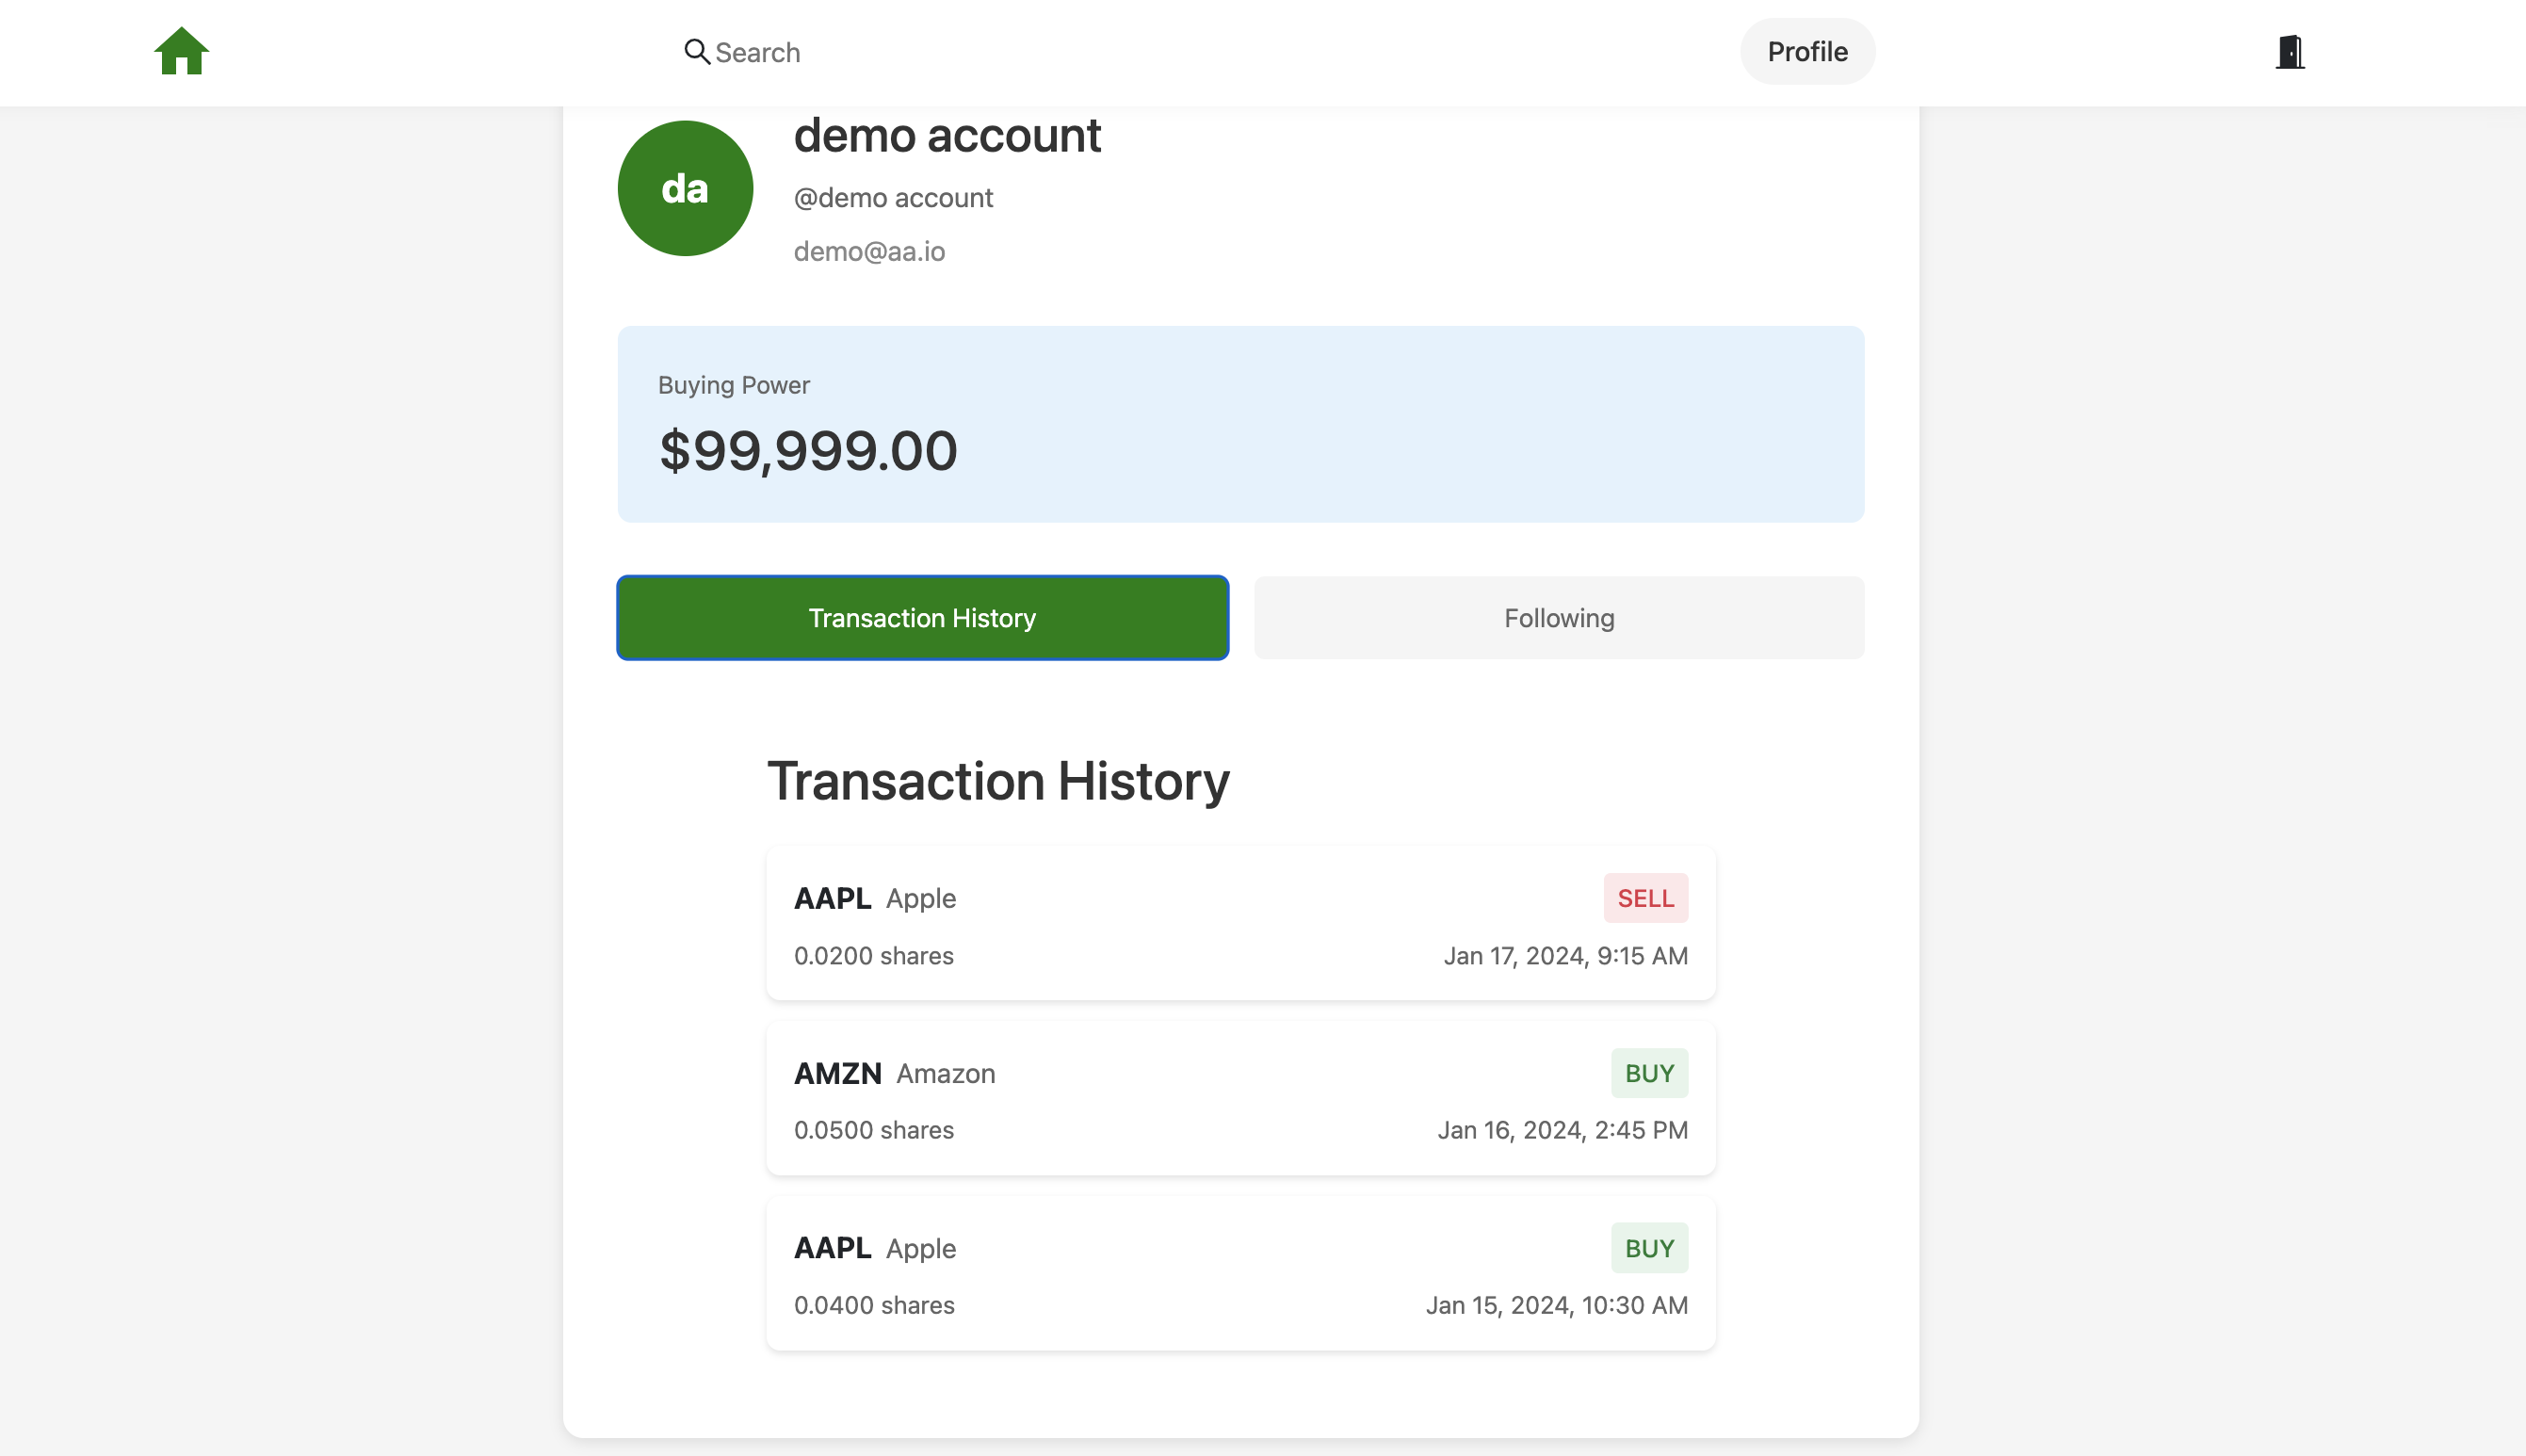 Search
Profile
da
demo account
@demo account
demo@aa.io
Buying Power
$99,999.00
Transaction History
Following
Transaction History
AAPL Apple
SELL
0.0200 shares
Jan 17, 2024, 9:15 AM
AMZN Amazon
BUY
0.0500 shares
Jan 16, 2024, 2:45 PM
AAPL Apple
BUY
0.0400 shares
Jan 15, 2024, 10:30 AM